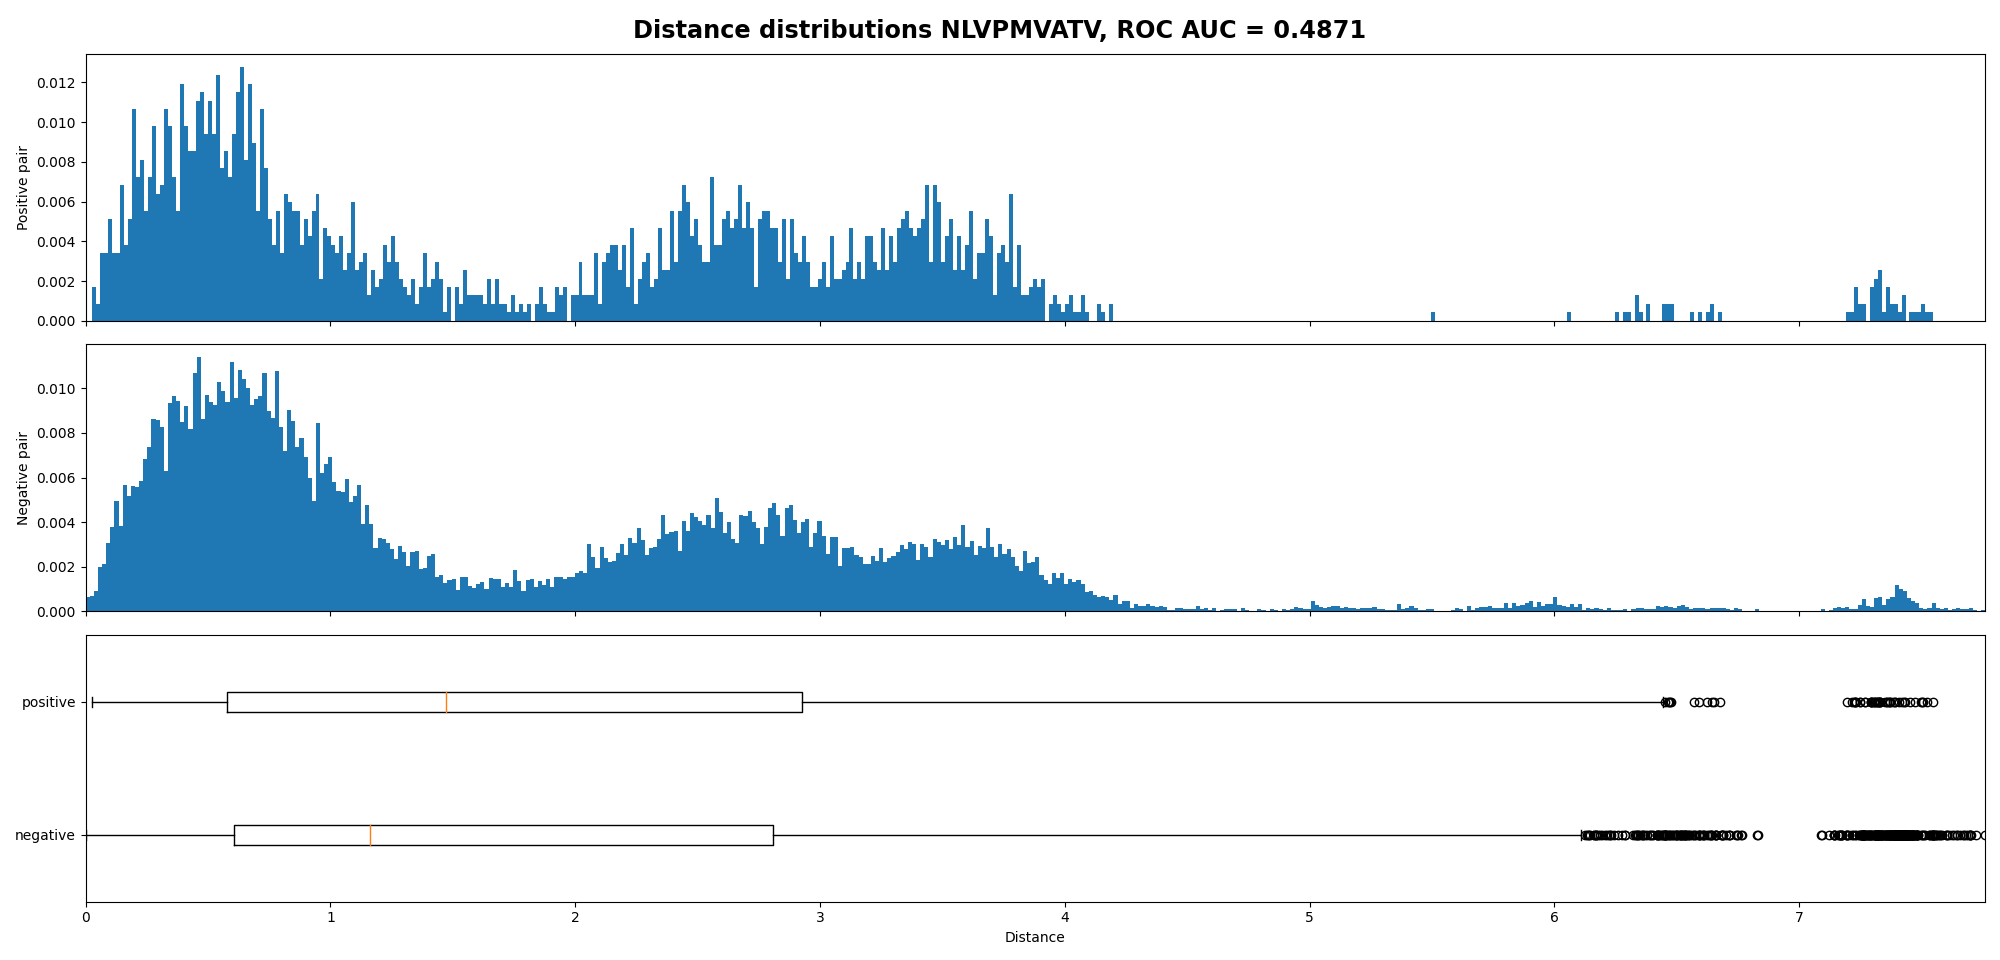 Distance distributions NLVPMVATV, ROC AUC = 0.4871
0.012
0.010
0.008
0.006
0.004
0.002
0.000
Positive pair
0.010
0.008
0.006
0.004
0.002
0.000
Negative pair
positive
negative
0 1 2 3 4 5 6 7
Distance